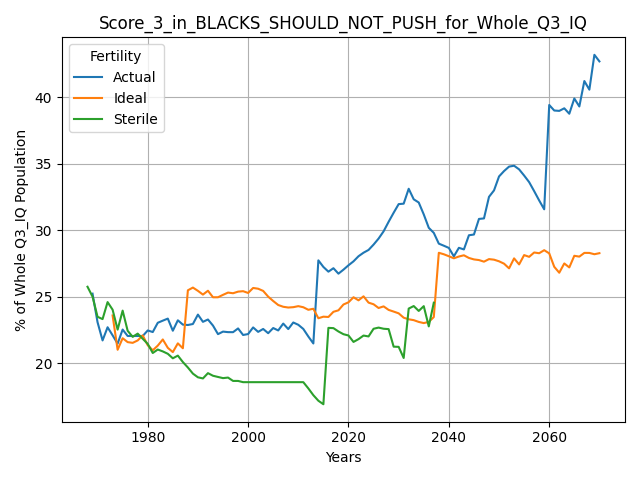 Score_3_in_BLACKS_SHOULD_NOT_PUSH_for_Whole_Q3_IQ
Fertility
Actual
Ideal
Sterile
% of Whole Q3_IQ Population
40
35
30
25
20
1980
2000
2020
2040
2060
Years